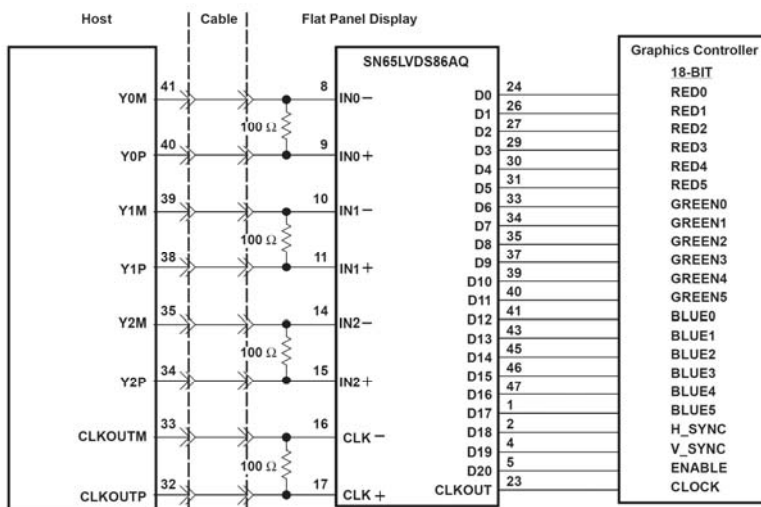 Host
Cable
Flat Panel Display
SN65LVDS86AQ
Graphics Controller
18-BIT
Y0M 41 8 IN0−
100 Ω
Y0P 40 9 IN0+
Y1M 39 10 IN1−
100 Ω
Y1P 38 11 IN1+
Y2M 35 14 IN2−
100 Ω
Y2P 34 15 IN2+
CLKOUTM 33 16 CLK−
100 Ω
CLKOUTP 32 17 CLK+
D0 24 RED0
D1 26 RED1
D2 27 RED2
D3 29 RED3
D4 30 RED4
D5 31 RED5
D6 33 GREEN0
D7 34 GREEN1
D8 35 GREEN2
D9 37 GREEN3
D10 39 GREEN4
D11 40 GREEN5
D12 41 BLUE0
D13 43 BLUE1
D14 45 BLUE2
D15 46 BLUE3
D16 47 BLUE4
D17 1 BLUE5
D18 2 H_SYNC
D19 4 V_SYNC
D20 5 ENABLE
CLKOUT 23 CLOCK